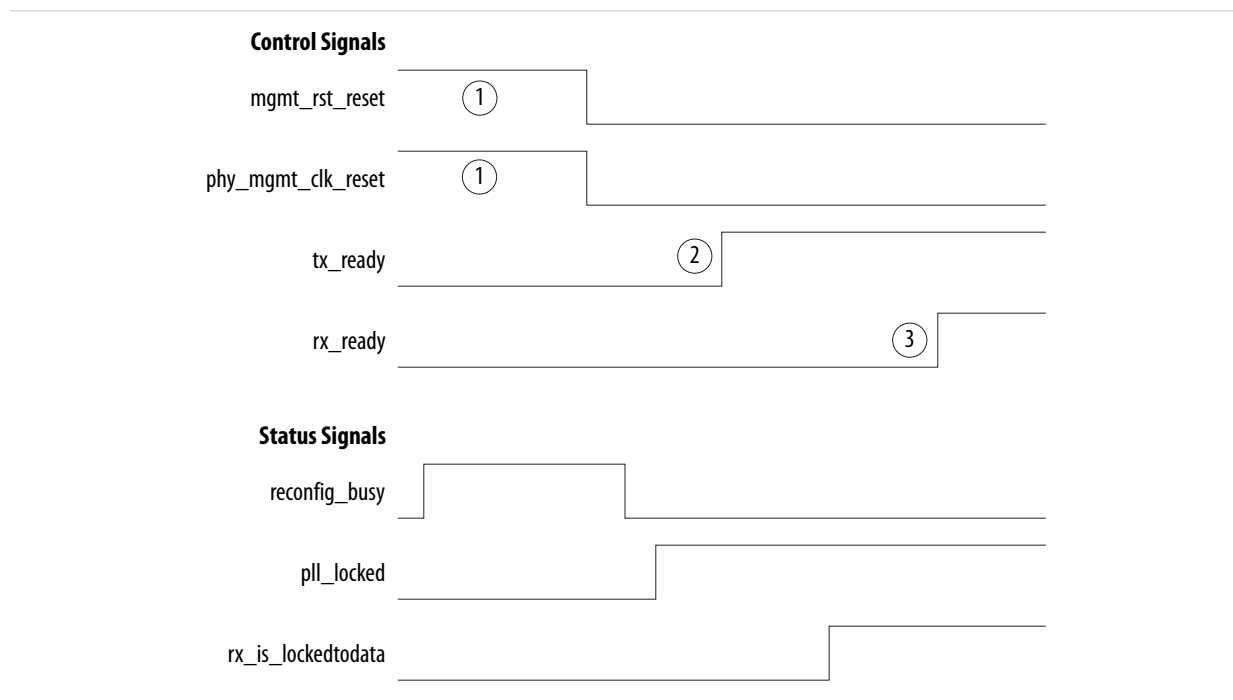 Control Signals
mgmt_rst_reset
1
phy_mgmt_clk_reset
1
tx_ready
2
rx_ready
3
Status Signals
reconfig_busy
pll_locked
rx_is_lockedtodata